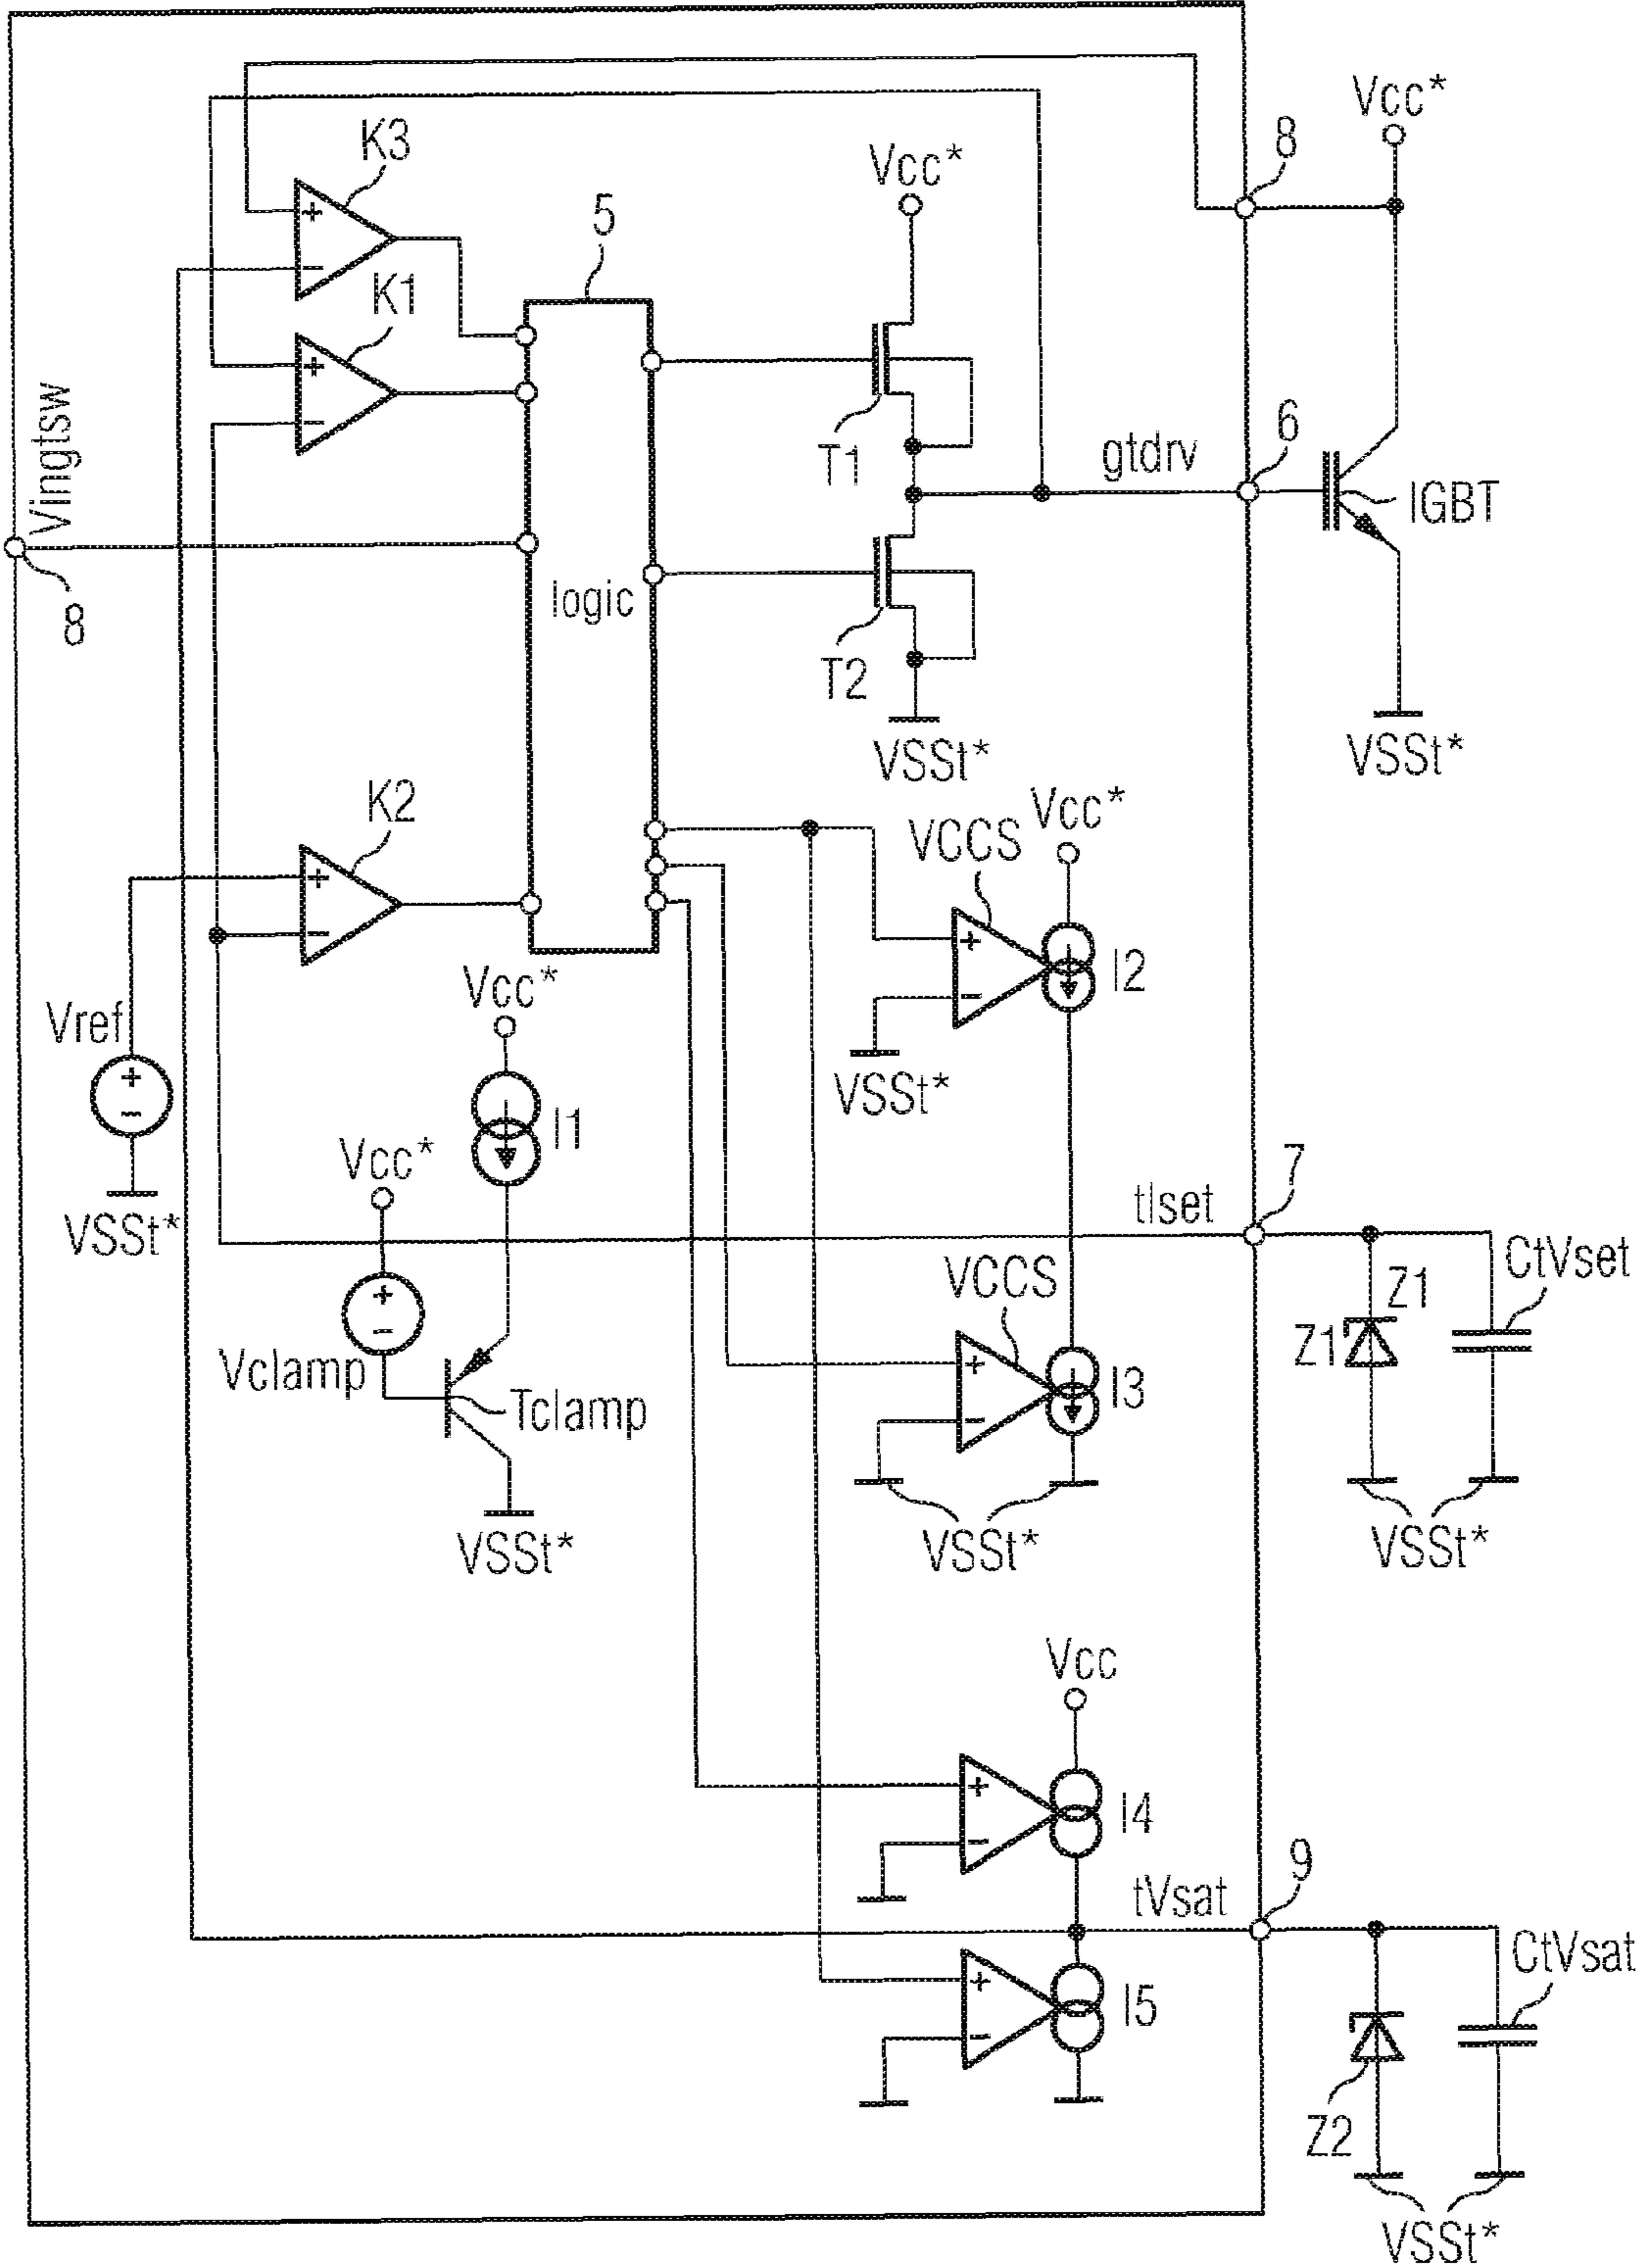 Vcc*
K3
8
Vcc*
5
K1
+
−
+
−
Vingtsw
T1
gtdrv
6
IGBT
8
logic
T2
VSSt*
VSSt*
K2
Vcc*
VCCS
+
−
+
−
I2
Vcc*
Vref
+
−
VSSt*
I1
Vcc*
VSSt*
tlset
7
CtVset
Z1
VCCS
Z1
+
−
Vclamp
Tclamp
+
−
I3
VSSt*
VSSt*
VSSt*
Vcc
+
−
I4
tVsat
9
CtVsat
+
−
I5
Z2
VSSt*